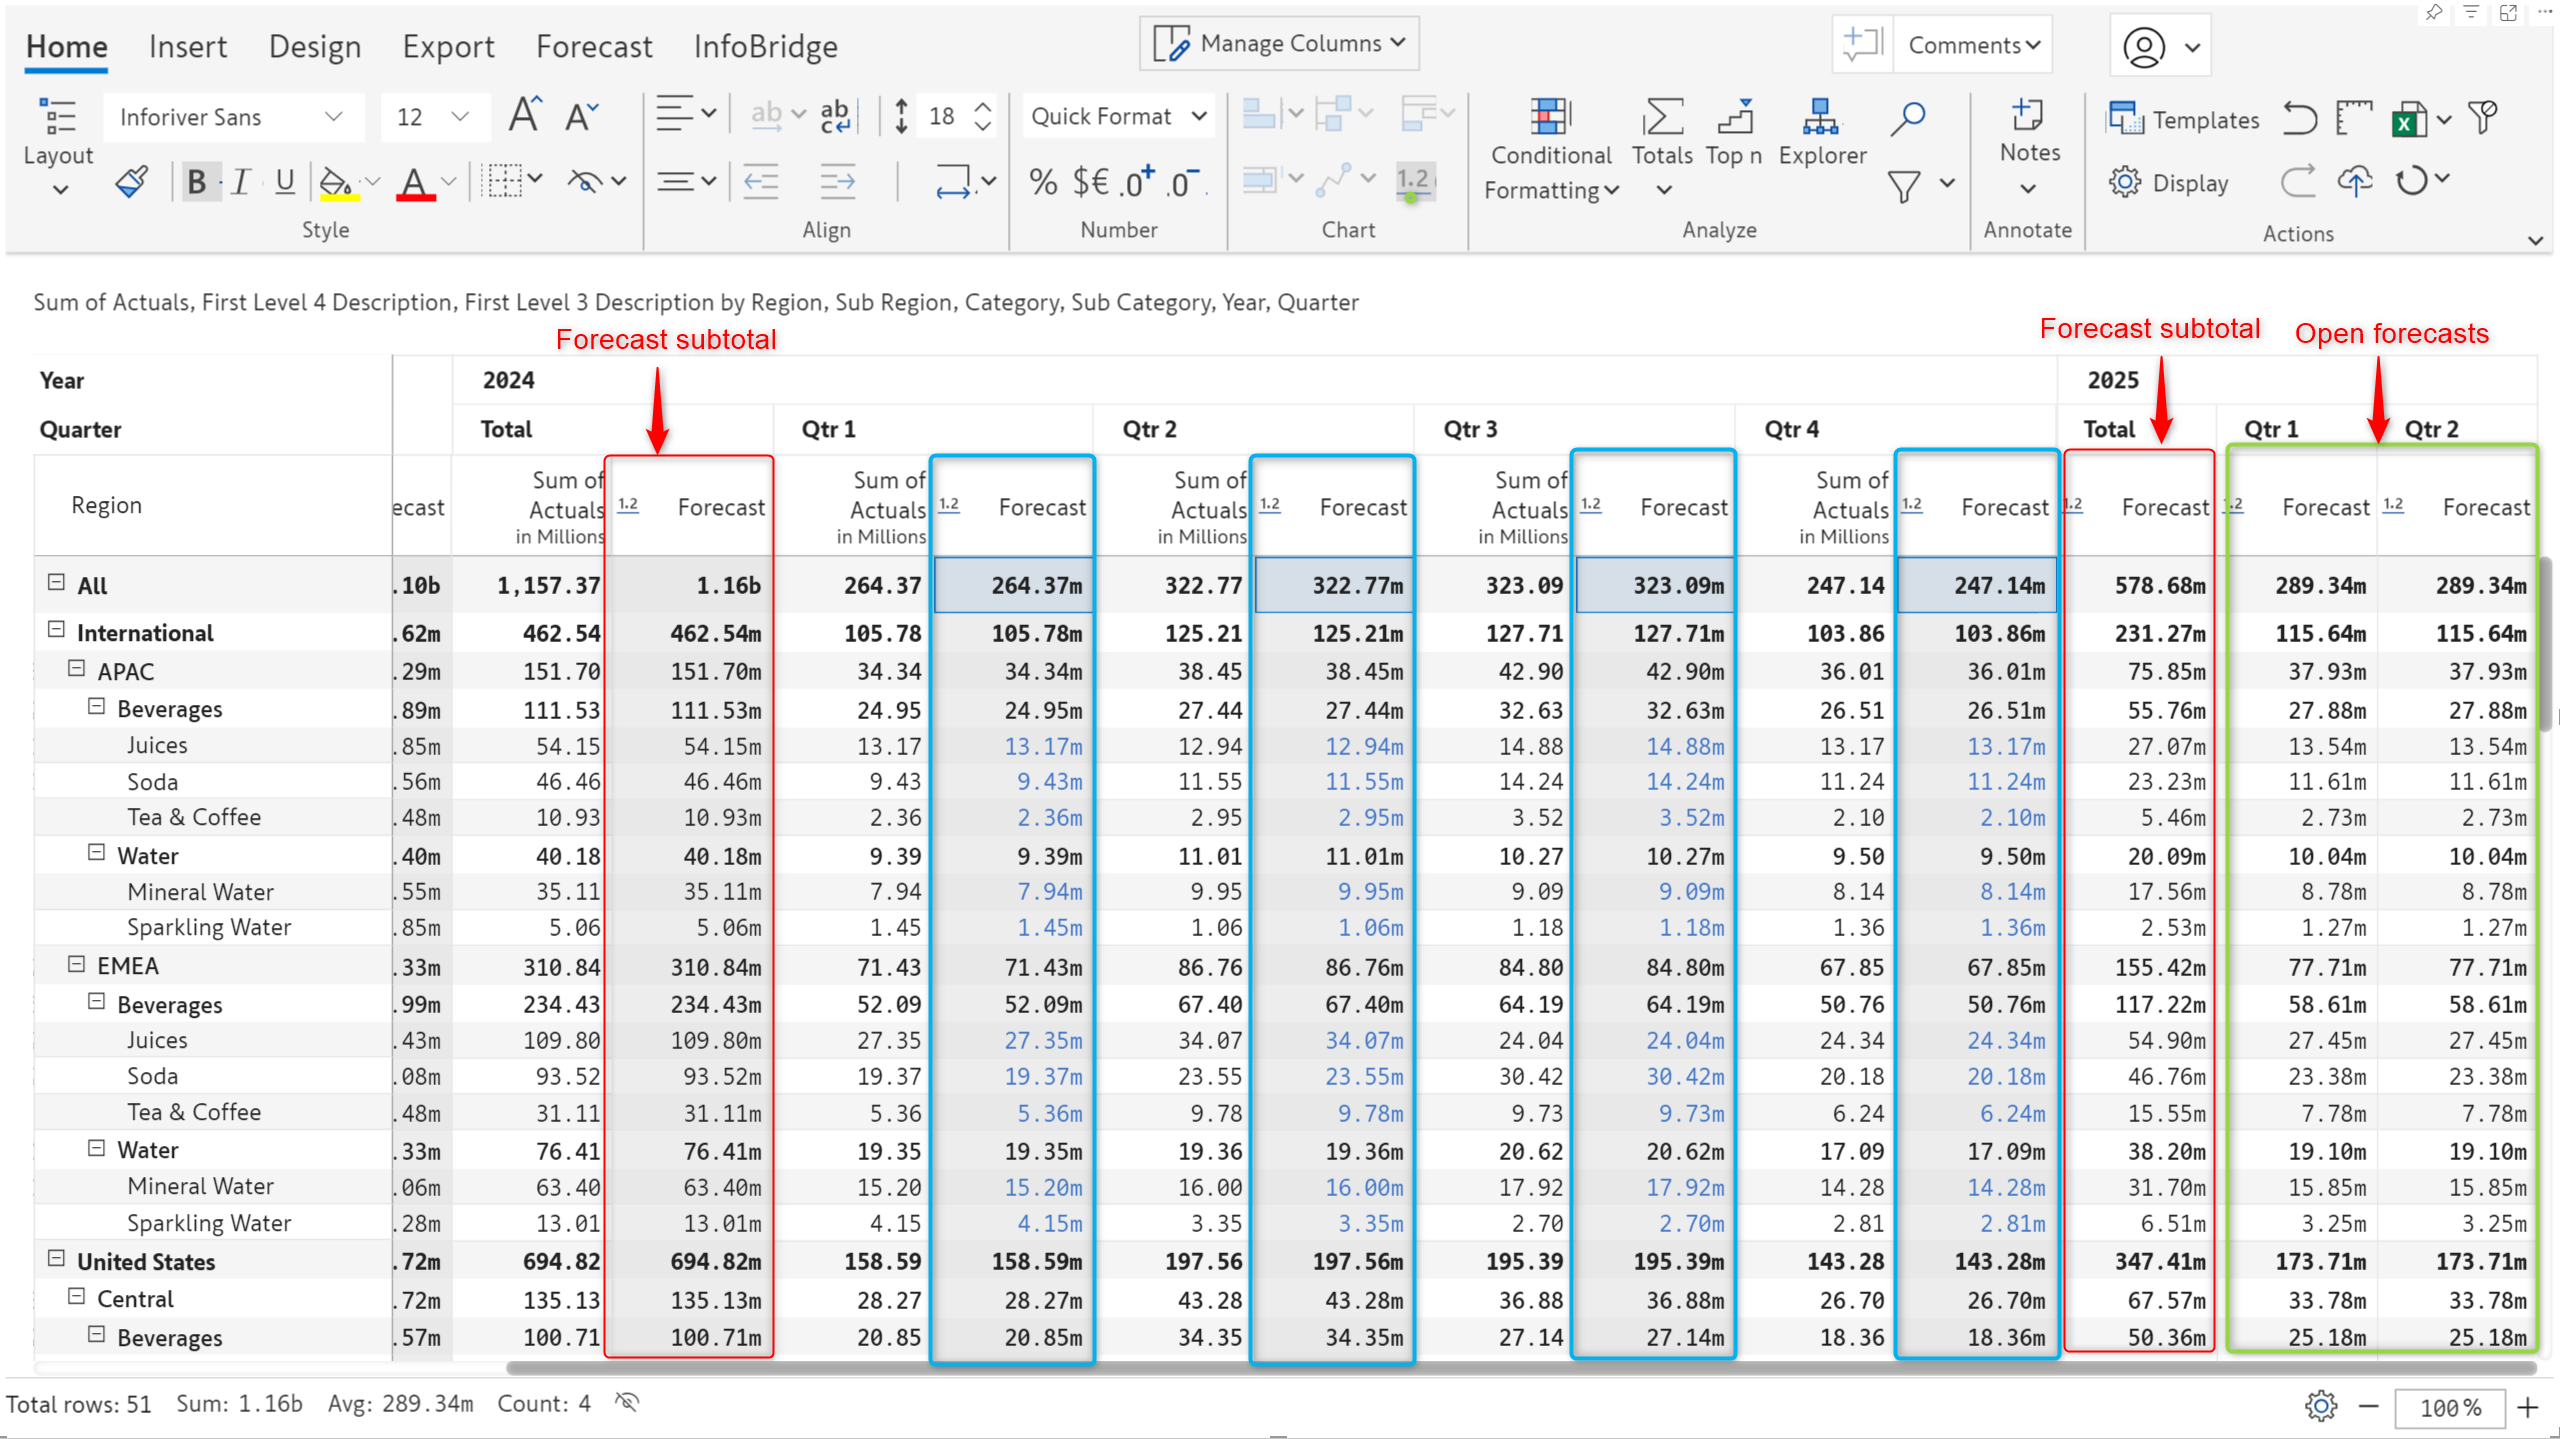 Home Insert Design Export Forecast InfoBridge Manage Columns Comments
Inforiver Sans 12 18 Quick Format Templates
Layout Conditional Formatting Totals Top n Explorer Notes Display
B I U A % $€ .0+ .0- 1.2
Style Align Number Chart Analyze Annotate Actions
Sum of Actuals, First Level 4 Description, First Level 3 Description by Region, Sub Region, Category, Sub Category, Year, Quarter
Forecast subtotal Forecast subtotal Open forecasts
Year 2024 2025
Quarter Total Qtr 1 Qtr 2 Qtr 3 Qtr 4 Total Qtr 1 Qtr 2
Region ecast Sum of Actuals in Millions 1.2 Forecast Sum of Actuals in Millions 1.2 Forecast Sum of Actuals in Millions 1.2 Forecast Sum of Actuals in Millions 1.2 Forecast Sum of Actuals in Millions 1.2 Forecast 1.2 Forecast 1.2 Forecast 1.2 Forecast
All .10b 1,157.37 1.16b 264.37 264.37m 322.77 322.77m 323.09 323.09m 247.14 247.14m 578.68m 289.34m 289.34m
International .62m 462.54 462.54m 105.78 105.78m 125.21 125.21m 127.71 127.71m 103.86 103.86m 231.27m 115.64m 115.64m
APAC .29m 151.70 151.70m 34.34 34.34m 38.45 38.45m 42.90 42.90m 36.01 36.01m 75.85m 37.93m 37.93m
Beverages .89m 111.53 111.53m 24.95 24.95m 27.44 27.44m 32.63 32.63m 26.51 26.51m 55.76m 27.88m 27.88m
Juices .85m 54.15 54.15m 13.17 13.17m 12.94 12.94m 14.88 14.88m 13.17 13.17m 27.07m 13.54m 13.54m
Soda .56m 46.46 46.46m 9.43 9.43m 11.55 11.55m 14.24 14.24m 11.24 11.24m 23.23m 11.61m 11.61m
Tea & Coffee .48m 10.93 10.93m 2.36 2.36m 2.95 2.95m 3.52 3.52m 2.10 2.10m 5.46m 2.73m 2.73m
Water .40m 40.18 40.18m 9.39 9.39m 11.01 11.01m 10.27 10.27m 9.50 9.50m 20.09m 10.04m 10.04m
Mineral Water .55m 35.11 35.11m 7.94 7.94m 9.95 9.95m 9.09 9.09m 8.14 8.14m 17.56m 8.78m 8.78m
Sparkling Water .85m 5.06 5.06m 1.45 1.45m 1.06 1.06m 1.18 1.18m 1.36 1.36m 2.53m 1.27m 1.27m
EMEA .33m 310.84 310.84m 71.43 71.43m 86.76 86.76m 84.80 84.80m 67.85 67.85m 155.42m 77.71m 77.71m
Beverages .99m 234.43 234.43m 52.09 52.09m 67.40 67.40m 64.19 64.19m 50.76 50.76m 117.22m 58.61m 58.61m
Juices .43m 109.80 109.80m 27.35 27.35m 34.07 34.07m 24.04 24.04m 24.34 24.34m 54.90m 27.45m 27.45m
Soda .08m 93.52 93.52m 19.37 19.37m 23.55 23.55m 30.42 30.42m 20.18 20.18m 46.76m 23.38m 23.38m
Tea & Coffee .48m 31.11 31.11m 5.36 5.36m 9.78 9.78m 9.73 9.73m 6.24 6.24m 15.55m 7.78m 7.78m
Water .33m 76.41 76.41m 19.35 19.35m 19.36 19.36m 20.62 20.62m 17.09 17.09m 38.20m 19.10m 19.10m
Mineral Water .06m 63.40 63.40m 15.20 15.20m 16.00 16.00m 17.92 17.92m 14.28 14.28m 31.70m 15.85m 15.85m
Sparkling Water .28m 13.01 13.01m 4.15 4.15m 3.35 3.35m 2.70 2.70m 2.81 2.81m 6.51m 3.25m 3.25m
United States .72m 694.82 694.82m 158.59 158.59m 197.56 197.56m 195.39 195.39m 143.28 143.28m 347.41m 173.71m 173.71m
Central .72m 135.13 135.13m 28.27 28.27m 43.28 43.28m 36.88 36.88m 26.70 26.70m 67.57m 33.78m 33.78m
Beverages .57m 100.71 100.71m 20.85 20.85m 34.35 34.35m 27.14 27.14m 18.36 18.36m 50.36m 25.18m 25.18m
Total rows: 51 Sum: 1.16b Avg: 289.34m Count: 4 100%